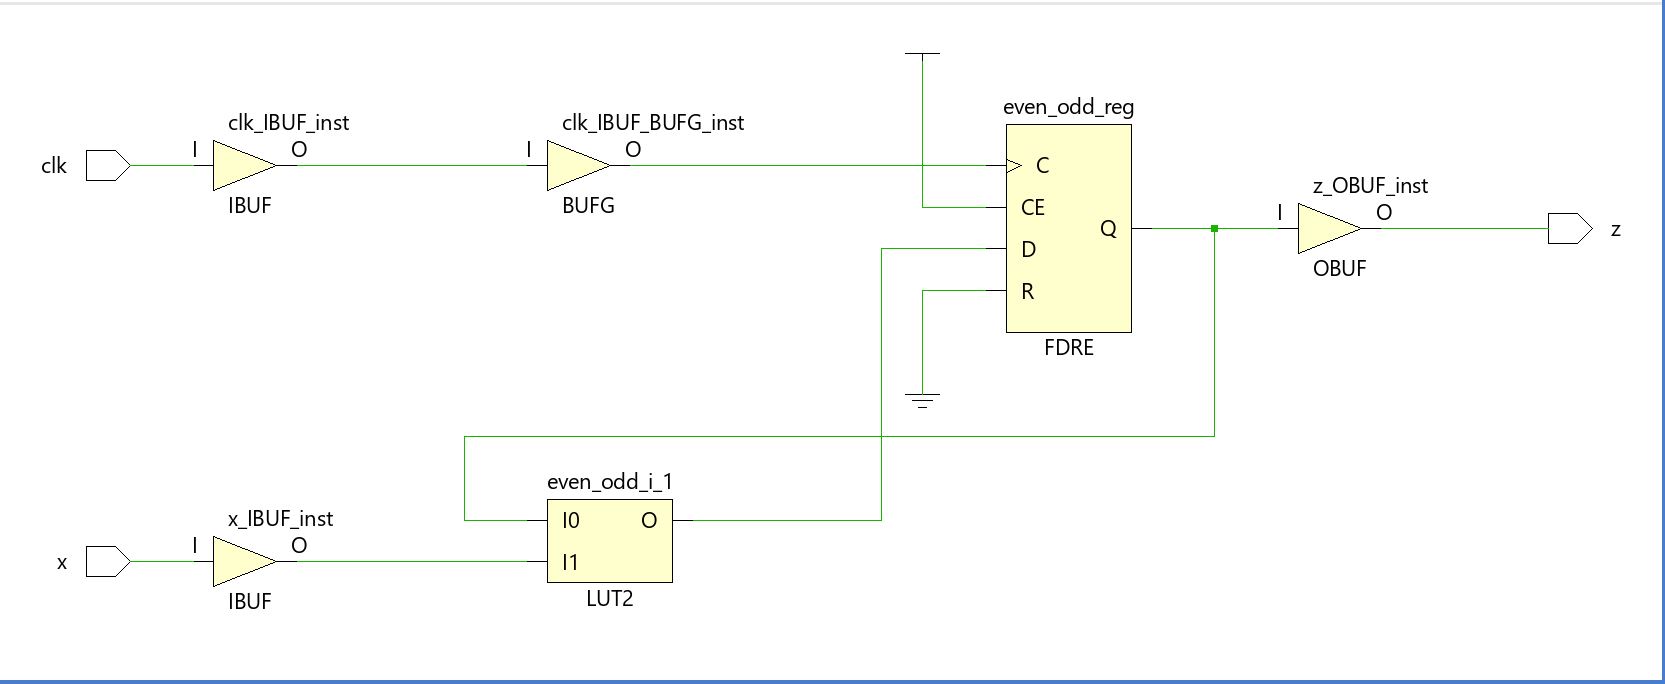 even_odd_reg
clk_IBUF_inst
clk_IBUF_BUFG_inst
I
O
I
O
clk
C
z_OBUF_inst
IBUF
BUFG
CE
I
O
Q
z
D
OBUF
R
FDRE
even_odd_i_1
x_IBUF_inst
I0
O
I
O
x
I1
IBUF
LUT2